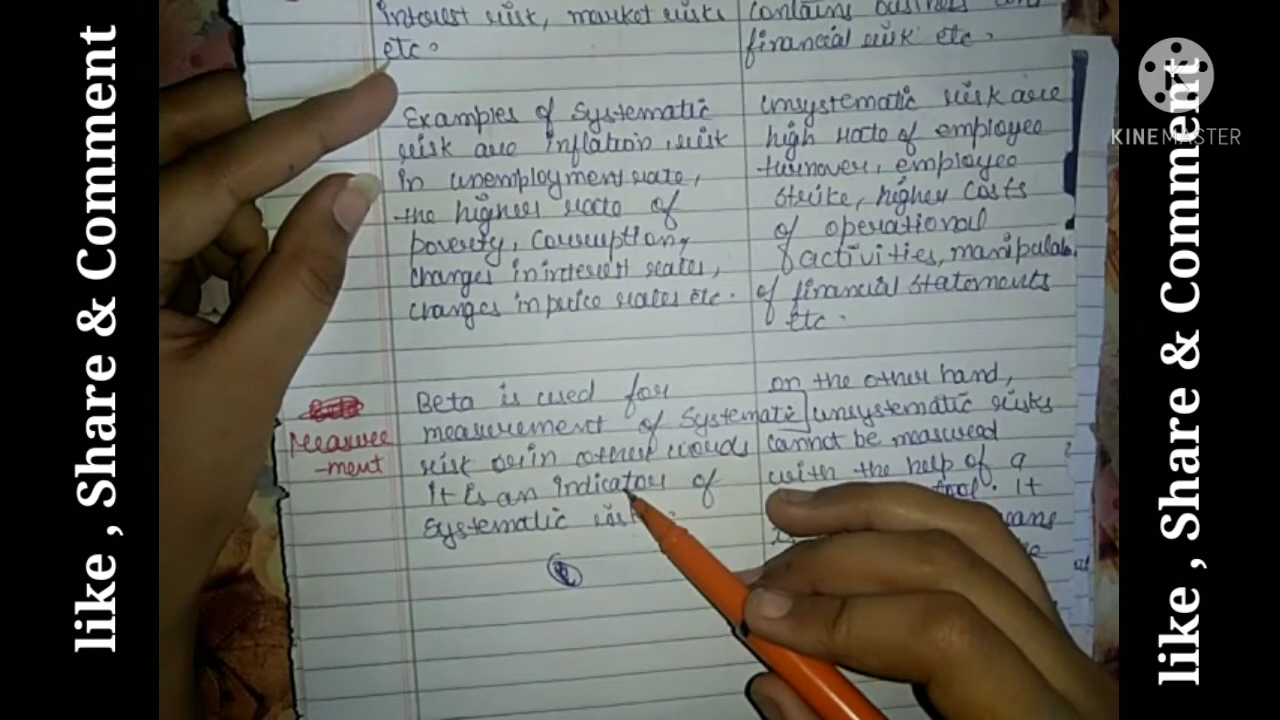 interest risk, market risks
etc.
contains business and
financial risk etc.
Examples of Systematic
risk are inflation, risk
in unemployment rate,
the higher rate of
poverty, corruption,
changes in interest rates,
changes in price rates etc.
unsystematic risk are
high rate of employee
turnover, employee
strike, higher costs
of operational
activities, manipulat
of financial statements
etc.
Measure
-ment
Beta is used for
measurement of Systematic
risk or in other words
it is an indicator of
systematic risk.
on the other hand,
unsystematic risks
cannot be measured
with the help of a
tool. It
like , Share & Comment
like , Share & Comment
KINEMASTER